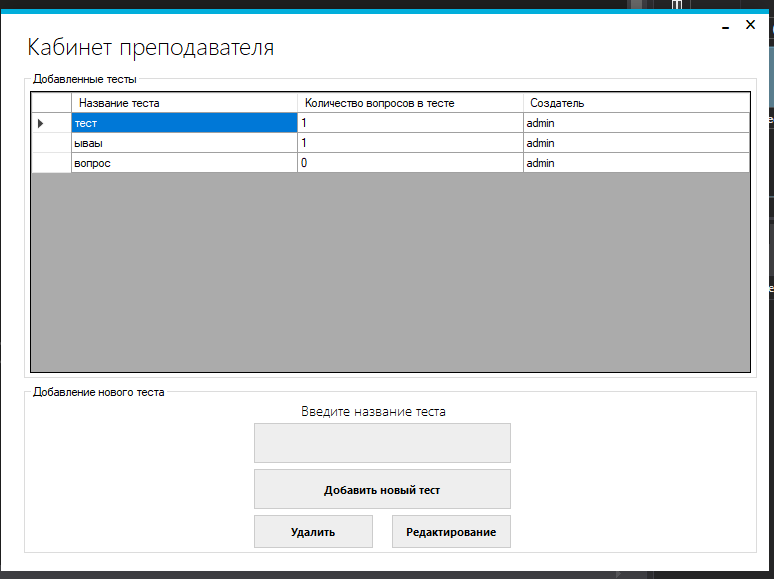 Кабинет преподавателя
Добавленные тесты
Название теста Количество вопросов в тесте Создатель
тест 1 admin
ываы 1 admin
вопрос 0 admin
Добавление нового теста
Введите название теста
Добавить новый тест
Удалить Редактирование